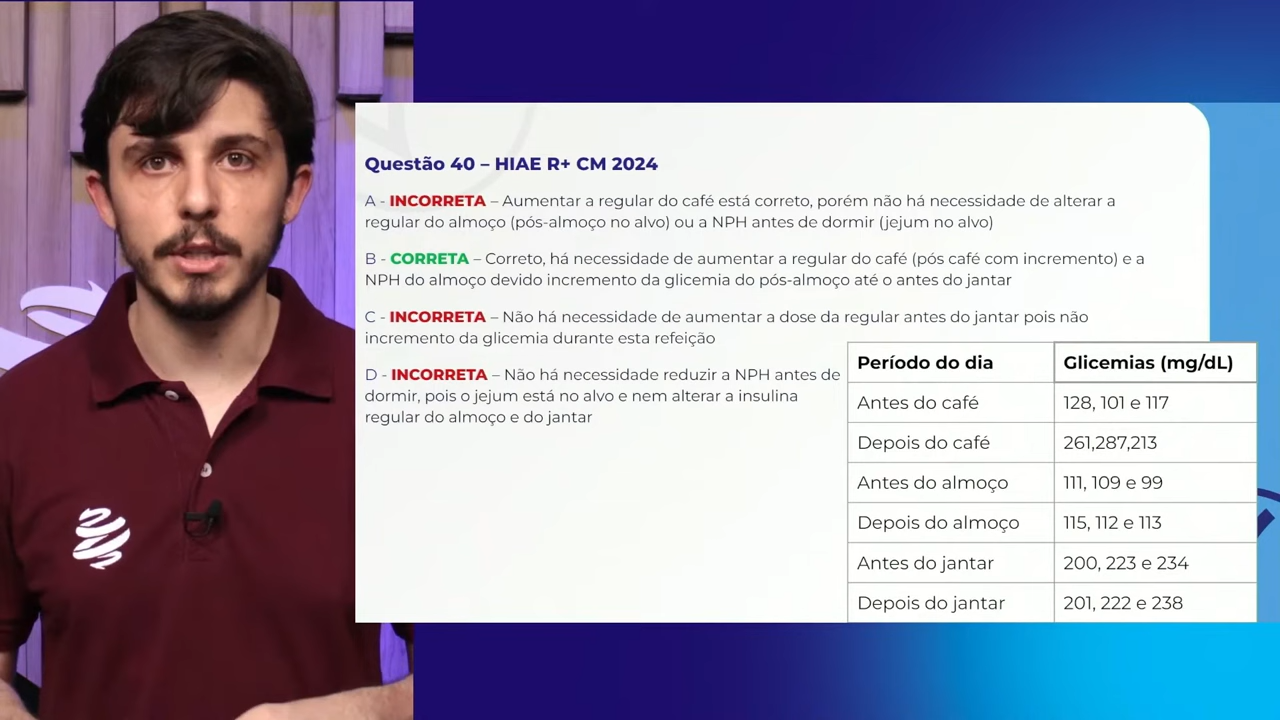 Questão 40 – HIAE R+ CM 2024
A - INCORRETA – Aumentar a regular do café está correto, porém não há necessidade de alterar a
regular do almoço (pós-almoço no alvo) ou a NPH antes de dormir (jejum no alvo)
B - CORRETA – Correto, há necessidade de aumentar a regular do café (pós café com incremento) e a
NPH do almoço devido incremento da glicemia do pós-almoço até o antes do jantar
C - INCORRETA – Não há necessidade de aumentar a dose da regular antes do jantar pois não
incremento da glicemia durante esta refeição
D - INCORRETA – Não há necessidade reduzir a NPH antes de
dormir, pois o jejum está no alvo e nem alterar a insulina
regular do almoço e do jantar
Período do dia Glicemias (mg/dL)
Antes do café 128, 101 e 117
Depois do café 261,287,213
Antes do almoço 111, 109 e 99
Depois do almoço 115, 112 e 113
Antes do jantar 200, 223 e 234
Depois do jantar 201, 222 e 238